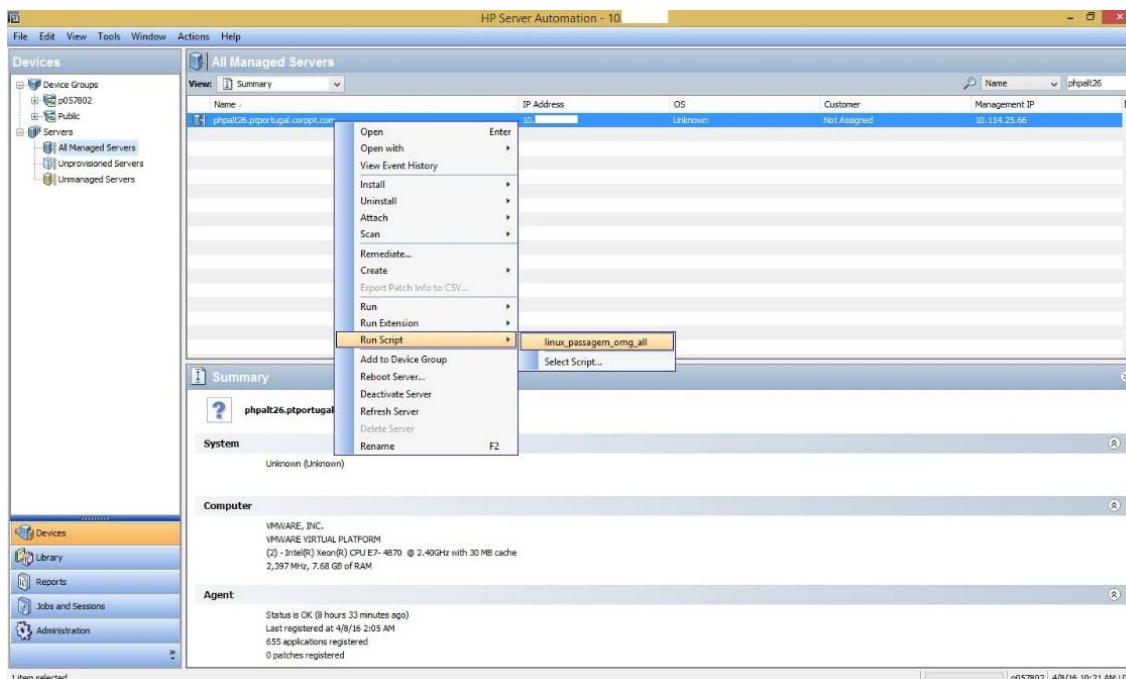 HP Server Automation - 10.
File Edit View Tools Window Actions Help
Devices
Device Groups
p057802
Public
Servers
All Managed Servers
Unprovisioned Servers
Unmanaged Servers
Devices
Library
Reports
Jobs and Sessions
Administration
All Managed Servers
View: Summary
Name
phpalt26
Name IP Address OS Customer Management IP
phpalt26.ptportugal.corppt.com 10. Unknown Not Assigned 10.114.25.66
Open Enter
Open with
View Event History
Install
Uninstall
Attach
Scan
Remediate...
Create
Export Patch Info to CSV...
Run
Run Extension
Run Script
Add to Device Group
Reboot Server...
Deactivate Server
Refresh Server
Delete Server
Rename F2
linux_passagem_omg_all
Select Script...
Summary
phpalt26.ptportugal
System
Unknown (Unknown)
Computer
VMWARE, INC.
VMWARE VIRTUAL PLATFORM
(2) - Intel(R) Xeon(R) CPU E7- 4870 @ 2.40GHz with 30 MB cache
2,397 MHz, 7.68 GB of RAM
Agent
Status is OK (8 hours 33 minutes ago)
Last registered at 4/8/16 2:05 AM
655 applications registered
0 patches registered
1 item selected
p057802 4/8/16 10:21 AM